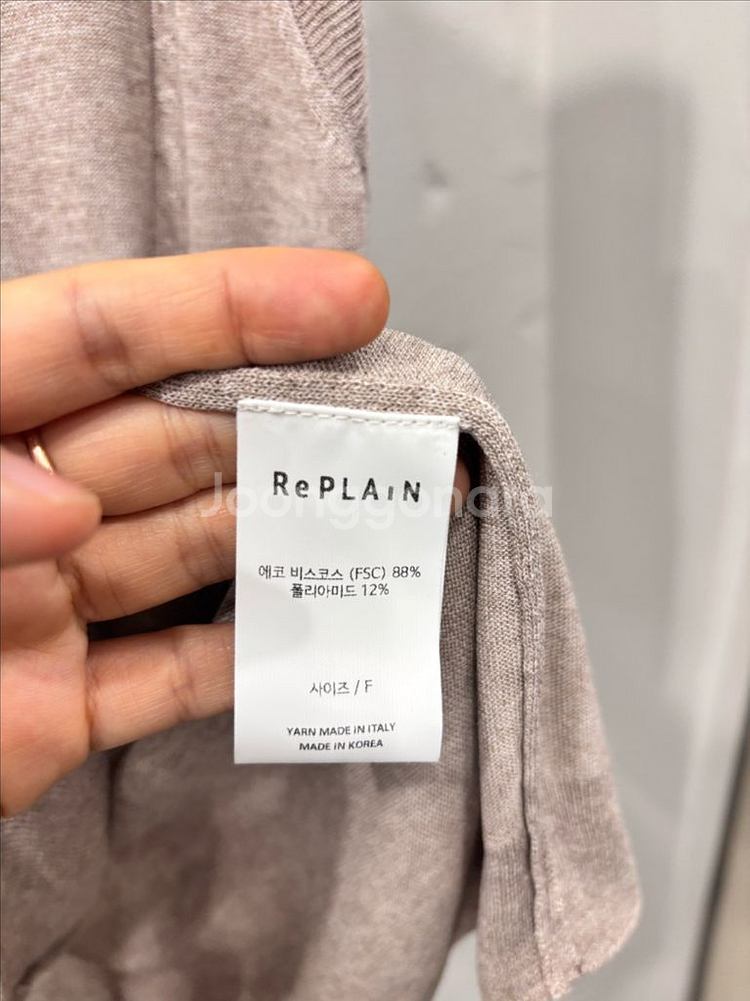 RePLAiN
Joonggonara
에코 비스코스 (FSC) 88%
폴리아미드 12%
사이즈 / F
YARN MADE IN ITALY
MADE IN KOREA